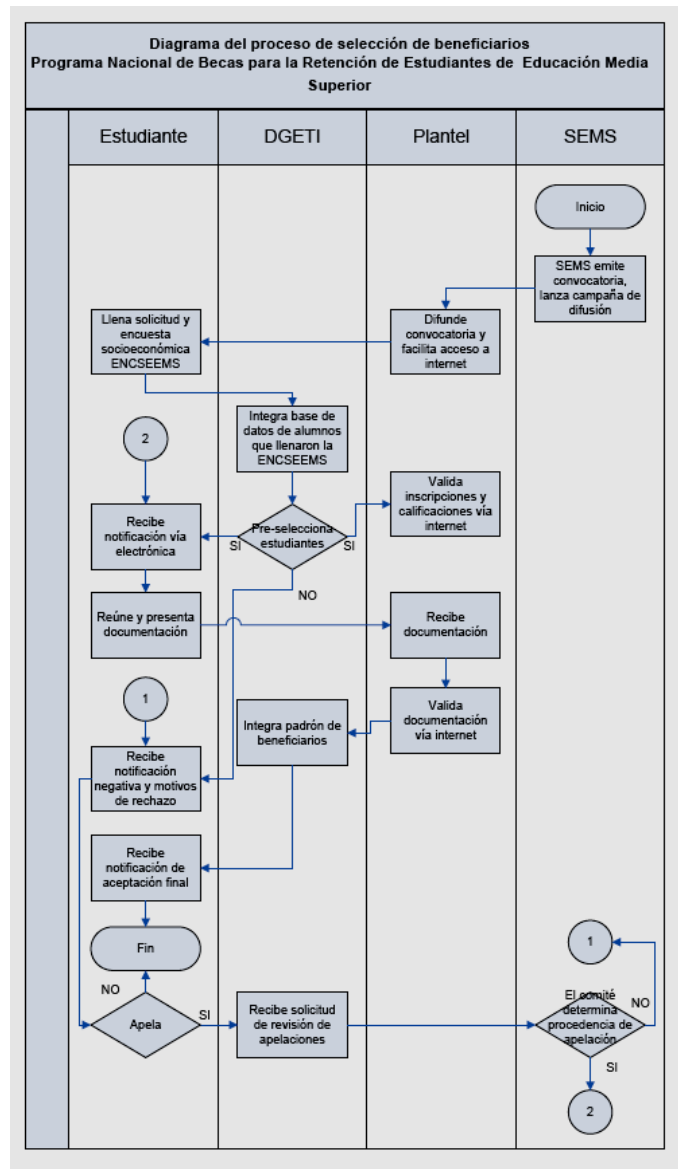 Diagrama del proceso de selección de beneficiarios
Programa Nacional de Becas para la Retención de Estudiantes de Educación Media
Superior
Estudiante
DGETI
Plantel
SEMS
Inicio
SEMS emite
convocatoria,
lanza campaña de
difusión
Difunde
convocatoria y
facilita acceso a
internet
Llena solicitud y
encuesta
socioeconómica
ENCSEEMS
Integra base de
datos de alumnos
que llenaron la
ENCSEEMS
2
Recibe
notificación vía
electrónica
SI
Pre-selecciona
estudiantes
SI
NO
Valida
inscripciones y
calificaciones vía
internet
Reúne y presenta
documentación
Recibe
documentación
1
Valida
documentación
vía internet
Integra padrón de
beneficiarios
Recibe
notificación
negativa y motivos
de rechazo
Recibe
notificación de
aceptación final
Fin
NO
Apela
SI
Recibe solicitud
de revisión de
apelaciones
1
El comité
determina
procedencia de
apelación
NO
SI
2